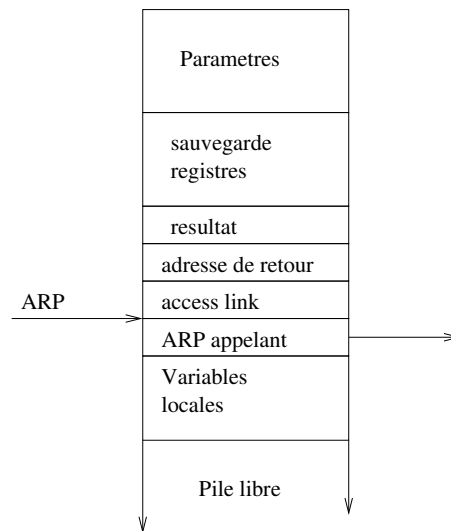 Parametres
sauvegarde
registres
resultat
adresse de retour
ARP
access link
ARP appelant
Variables
locales
Pile libre